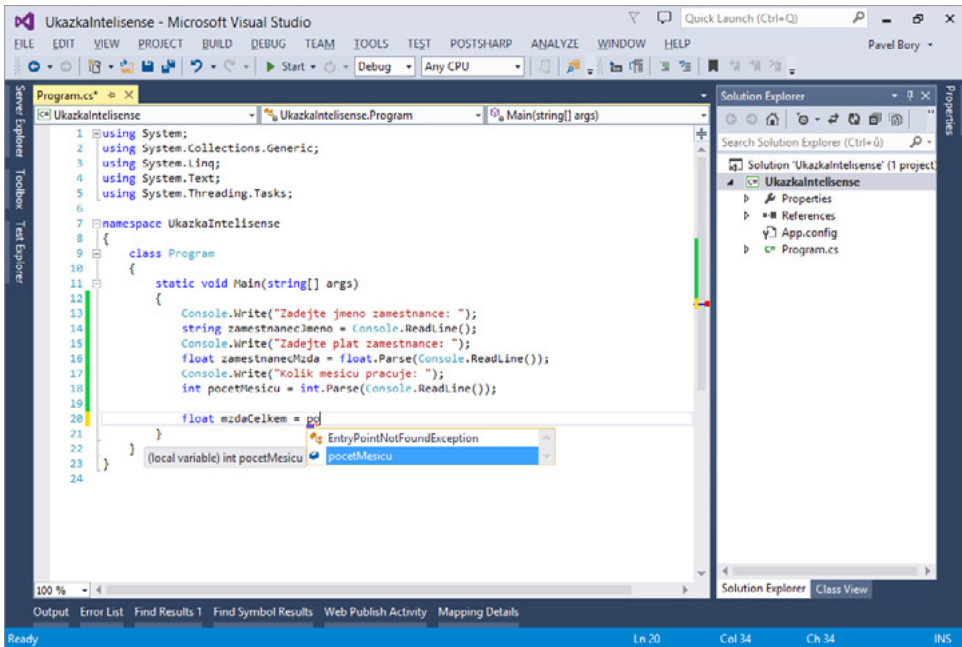 UkazkaIntelisense - Microsoft Visual Studio
Quick Launch (Ctrl+Q)
FILE EDIT VIEW PROJECT BUILD DEBUG TEAM TOOLS TEST POSTSHARP ANALYZE WINDOW HELP
Pavel Bory
Start Debug Any CPU
Server Explorer
Toolbox
Test Explorer
Program.cs*
UkazkaIntelisense UkazkaIntelisense.Program Main(string[] args)
1 using System;
2 using System.Collections.Generic;
3 using System.Linq;
4 using System.Text;
5 using System.Threading.Tasks;
6
7 namespace UkazkaIntelisense
8 {
9 class Program
10 {
11 static void Main(string[] args)
12 {
13 Console.Write("Zadejte jmeno zamestnance: ");
14 string zamestnanecJmeno = Console.ReadLine();
15 Console.Write("Zadejte plat zamestnance: ");
16 float zamestnanecMzda = float.Parse(Console.ReadLine());
17 Console.Write("Kolik mesicu pracuje: ");
18 int pocetMesicu = int.Parse(Console.ReadLine());
19
20 float mzdaCelkem = po
21 }
22 }
23 }
24
EntryPointNotFoundException
pocetMesicu
(local variable) int pocetMesicu
100 %
Solution Explorer
Search Solution Explorer (Ctrl+ů)
Solution 'UkazkaIntelisense' (1 project)
UkazkaIntelisense
Properties
References
App.config
Program.cs
Solution Explorer Class View
Properties
Output Error List Find Results 1 Find Symbol Results Web Publish Activity Mapping Details
Ready Ln 20 Col 34 Ch 34 INS